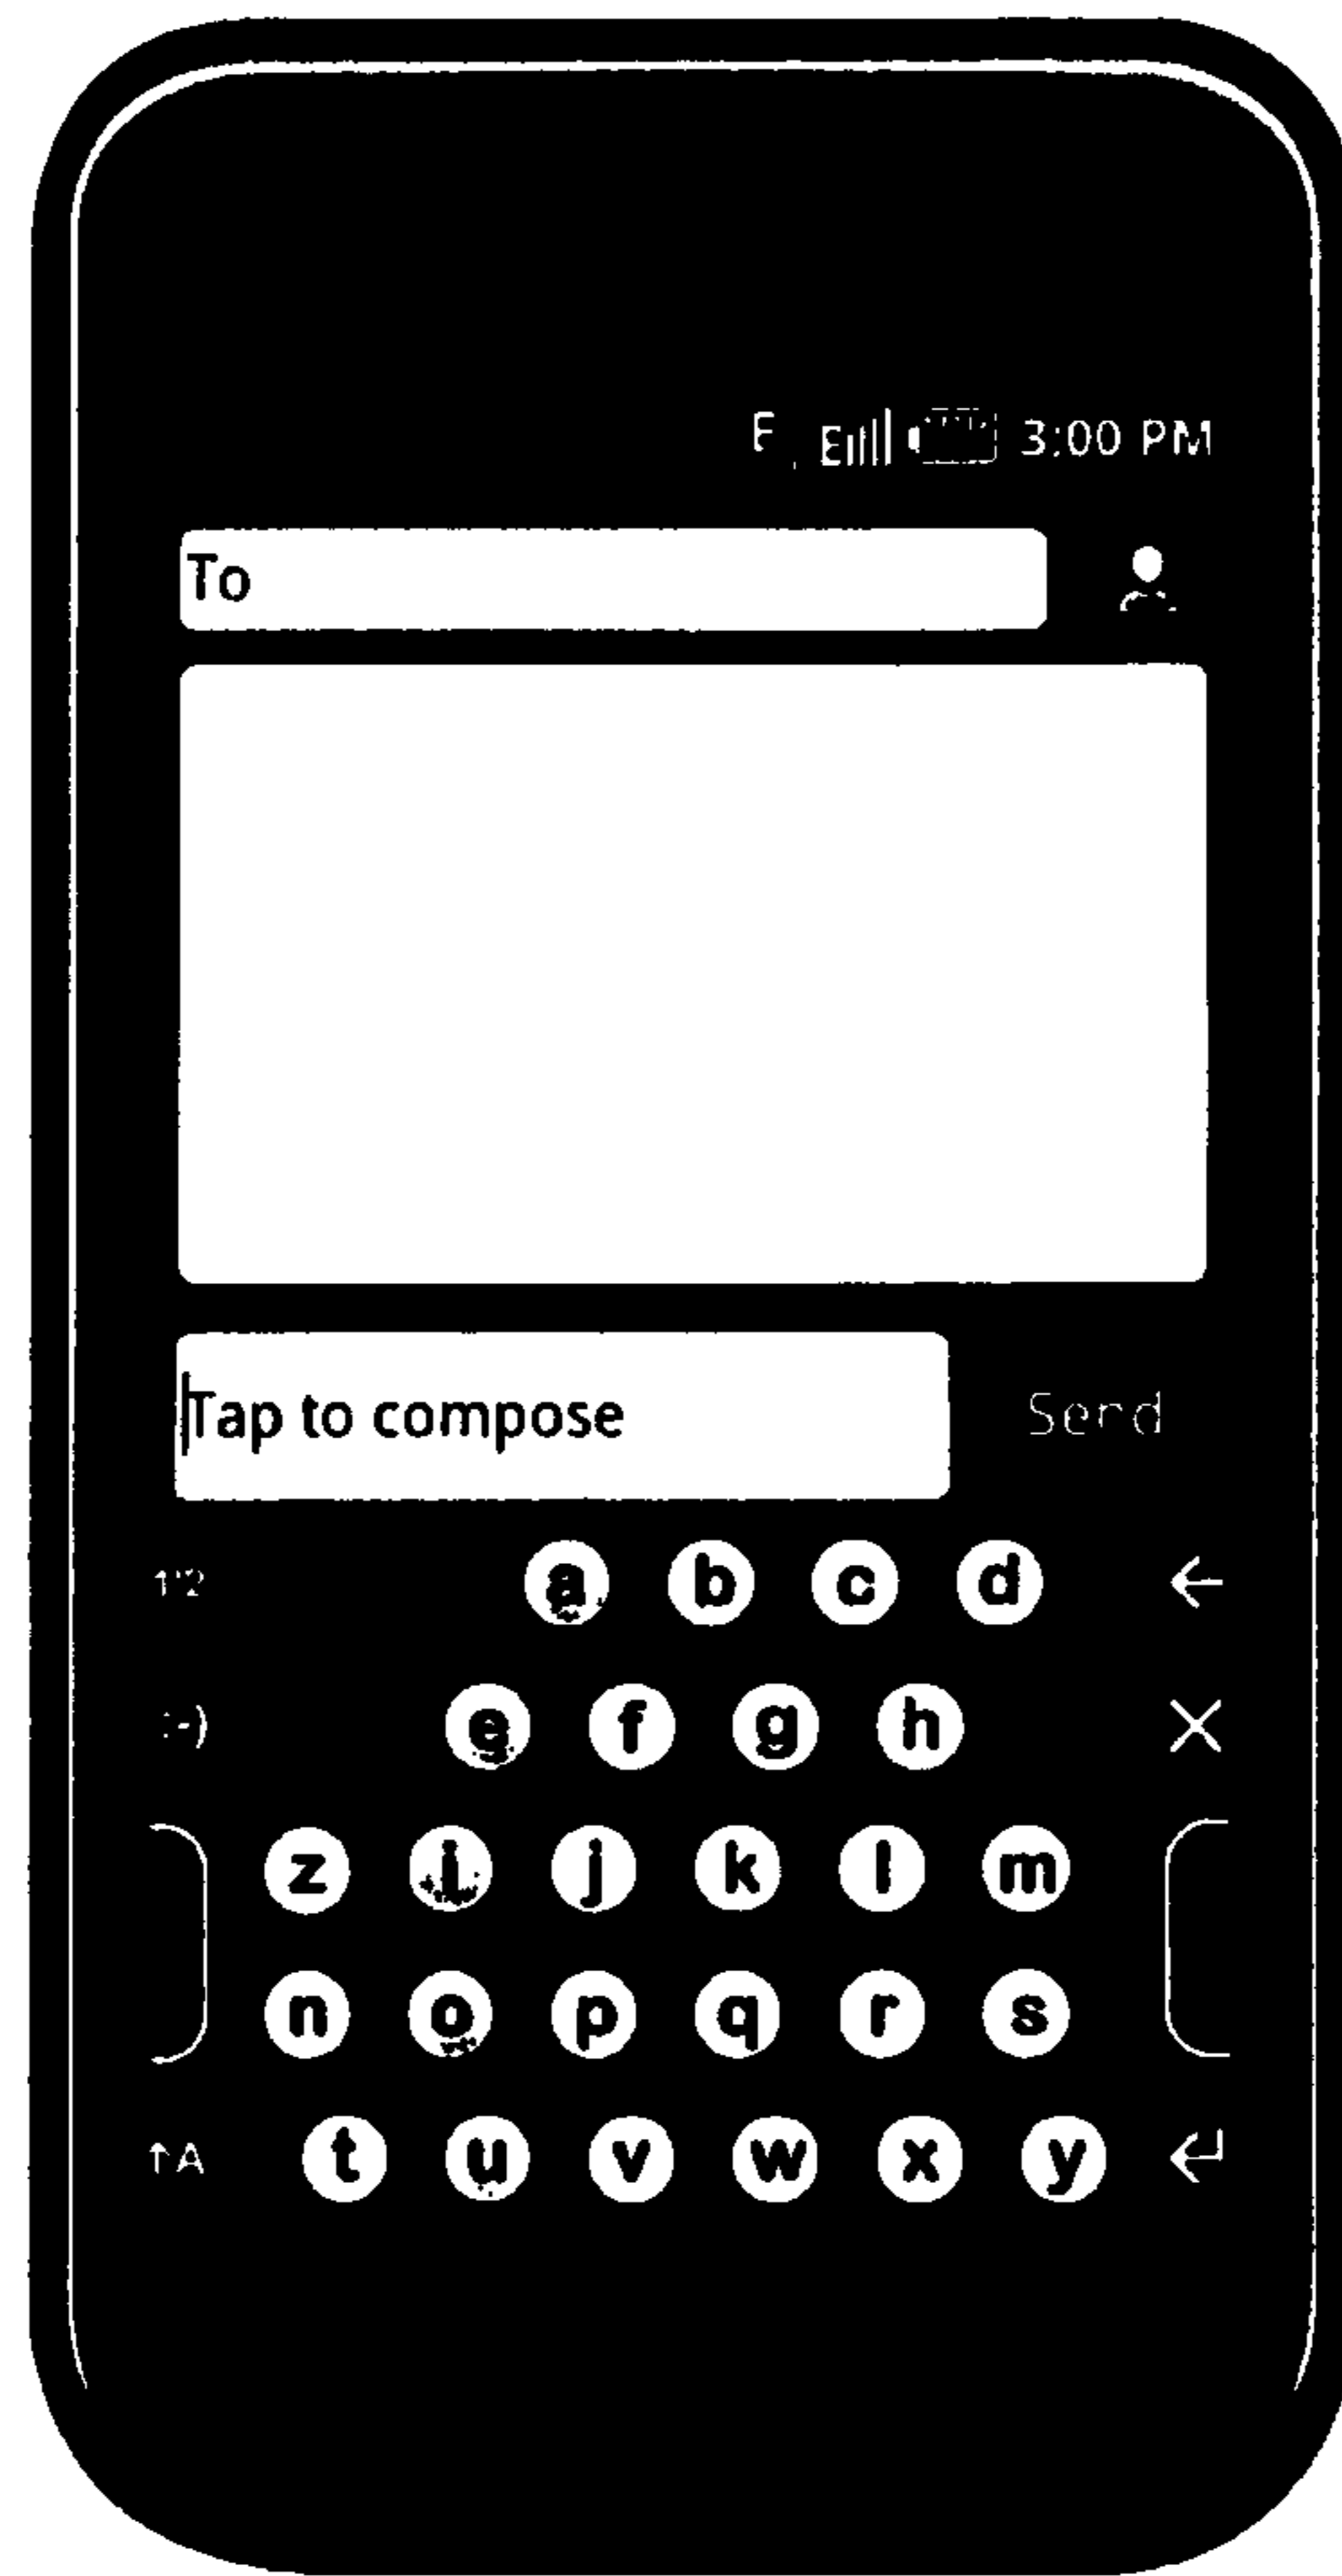 3:00 PM
To
Tap to compose
Send
a b c d ←
:-) e f g h ×
z i j k l m
n o p q r s
↑A t u v w x y ↵